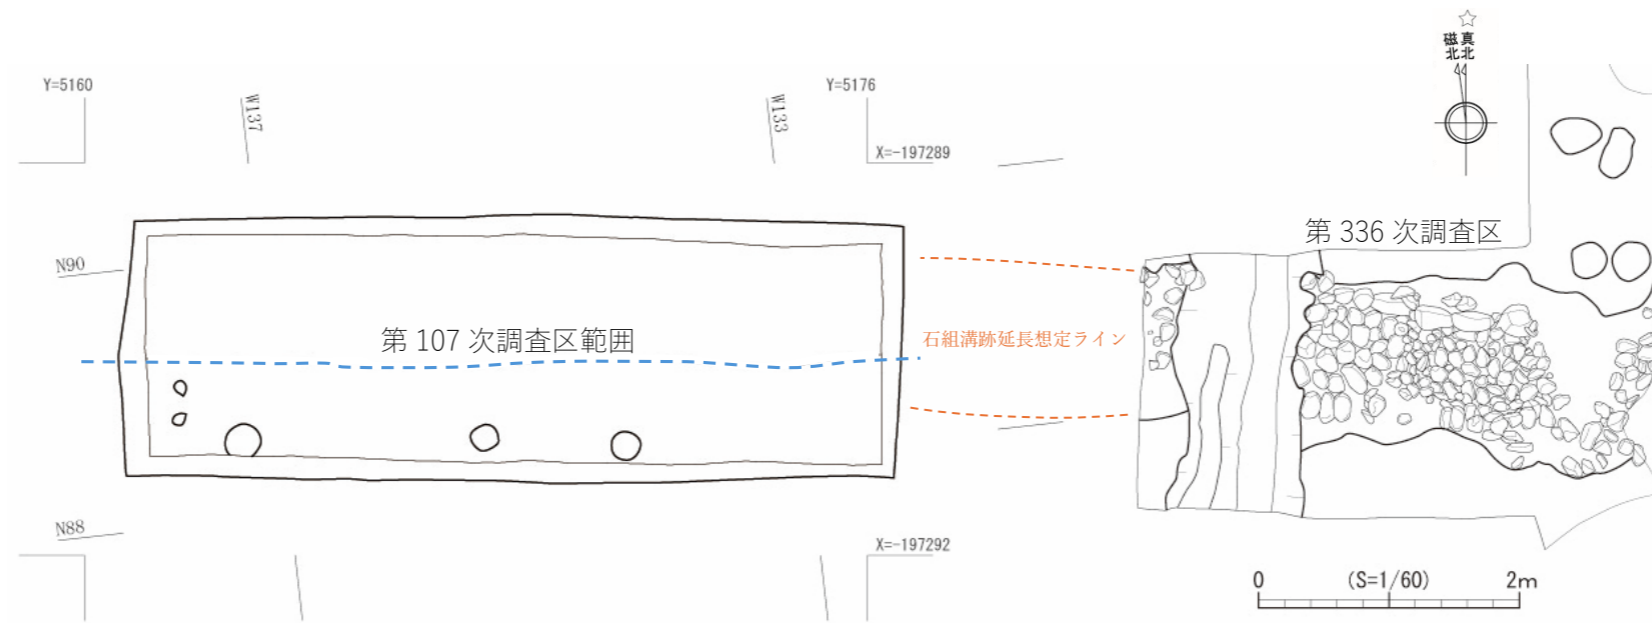 ☆
磁北 真北
Y=5160
W137
W133
Y=5176
X=-197289
第 336 次調査区
N90
第 107 次調査区範囲
石組溝跡延長想定ライン
N88
X=-197292
0 (S=1/60) 2m